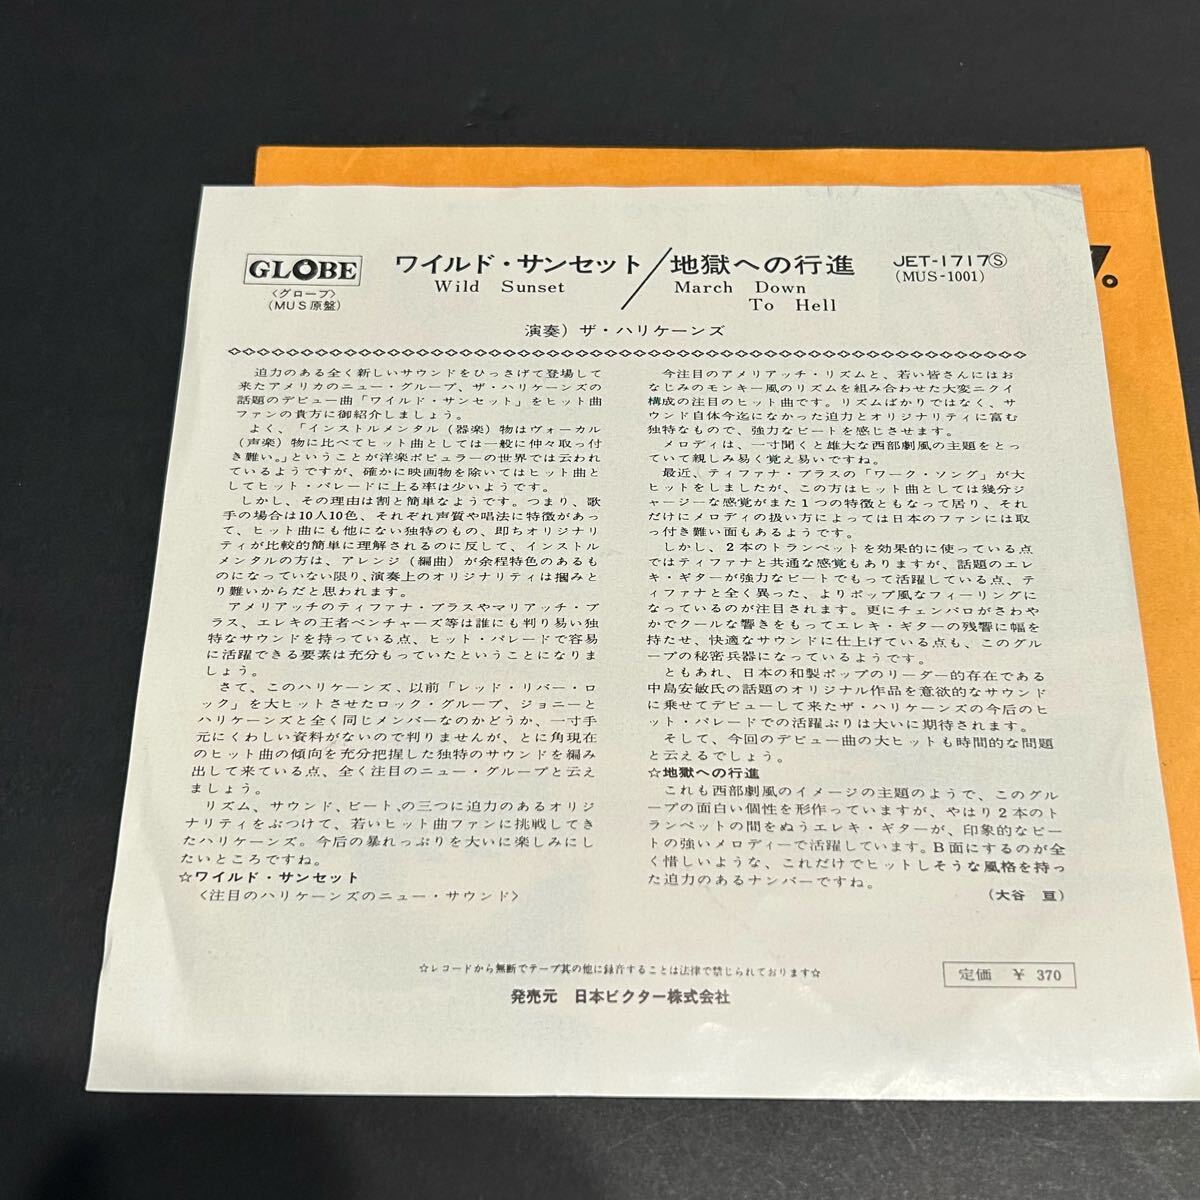 GLOBE
〈グローブ〉
(MUS原盤)
ワイルド・サンセット/地獄への行進
Wild Sunset
March Down
To Hell
JET-1717Ⓢ
(MUS-1001)
演奏)ザ・ハリケーンズ
迫力のある全く新しいサウンドをひっさげて登場して
来たアメリカのニュー・グループ、ザ・ハリケーンズの
話題のデビュー曲「ワイルド・サンセット」をヒット曲
ファンの貴方に御紹介しましょう。
よく、「インストルメンタル(器楽)物はヴォーカル
(声楽)物に比べてヒット曲としては一般に仲々取っ付
き難い。」ということが洋楽ポピュラーの世界では云われ
ているようですが、確かに映画物を除いてはヒット曲と
してヒット・パレードに上る率は少いようです。
しかし、その理由は割と簡単なようです。つまり、歌
手の場合は10人10色、それぞれ声質や唱法に特徴があっ
て、ヒット曲にも他にない独特のもの、即ちオリジナリ
ティが比較的簡単に理解されるのに反して、インストル
メンタルの方は、アレンジ(編曲)が余程特色のあるも
のになっていない限り、演奏上のオリジナリティは掴みと
り難いからだと思われます。
アメリアッチのティファナ・ブラスやマリアッチ・ブ
ラス、エレキの王者ベンチャーズ等は誰にも判り易い独
特なサウンドを持っている点、ヒット・パレードで容易
に活躍できる要素は充分もっていたということになりま
しょう。
さて、このハリケーンズ、以前「レッド・リバー・ロ
ック」を大ヒットさせたロック・グループ、ジョニーと
ハリケーンズと全く同じメンバーなのかどうか、一寸手
元にくわしい資料がないので判りませんが、とに角現在
のヒット曲の傾向を充分把握した独特のサウンドを編み
出して来ている点、全く注目のニュー・グループと云え
ましょう。
リズム、サウンド、ビート、の三つに迫力のあるオリジ
ナリティをぶつけて、若いヒット曲ファンに挑戦してき
たハリケーンズ。今後の暴れっぷりを大いに楽しみにし
たいところですね。
☆ワイルド・サンセット
〈注目のハリケーンズのニュー・サウンド〉
今注目のアメリアッチ・リズムと、若い皆さんにはお
なじみのモンキー風のリズムを組み合わせた大変ニクイ
構成の注目のヒット曲です。リズムばかりではなく、サ
ウンド自体今迄になかった迫力とオリジナリティに富む
独特なもので、強力なビートを感じさせます。
メロディは、一寸聞くと雄大な西部劇風の主題をとっ
ていて親しみ易く覚え易いですね。
最近、ティファナ・ブラスの「ワーク・ソング」が大
ヒットをしましたが、この方はヒット曲としては幾分ジ
ャージーな感覚がまた1つの特徴ともなって居り、それ
だけにメロディの扱い方によっては日本のファンには取
っ付き難い面もあるようです。
しかし、2本のトランペットを効果的に使っている点
ではティファナと共通な感覚もありますが、話題のエレ
キ・ギターが強力なビートでもって活躍している点、テ
ィファナと全く異った、よりポップ風なフィーリングに
なっているのが注目されます。更にチェンバロがさわや
かでクールな響きをもってエレキ・ギターの残響に幅を
持たせ、快適なサウンドに仕上げている点も、このグル
ープの秘密兵器になっているようです。
ともあれ、日本の和製ポップのリーダー的存在である
中島安敏氏の話題のオリジナル作品を意欲的なサウンド
に乗せてデビューして来たザ・ハリケーンズの今後のヒ
ット・パレードでの活躍ぶりは大いに期待されます。
そして、今回のデビュー曲の大ヒットも時間的な問題
と云えるでしょう。
☆地獄への行進
これも西部劇風のイメージの主題のようで、このグル
ープの面白い個性を形作っていますが、やはり2本のト
ランペットの間をぬうエレキ・ギターが、印象的なビート
の強いメロディーで活躍しています。B面にするのが全
く惜しいような、これだけでヒットしそうな風格を持っ
た迫力のあるナンバーですね。
(大谷 亘)
☆レコードから無断でテープ其の他に録音することは法律で禁じられております☆
発売元 日本ビクター株式会社
定価 ¥ 370